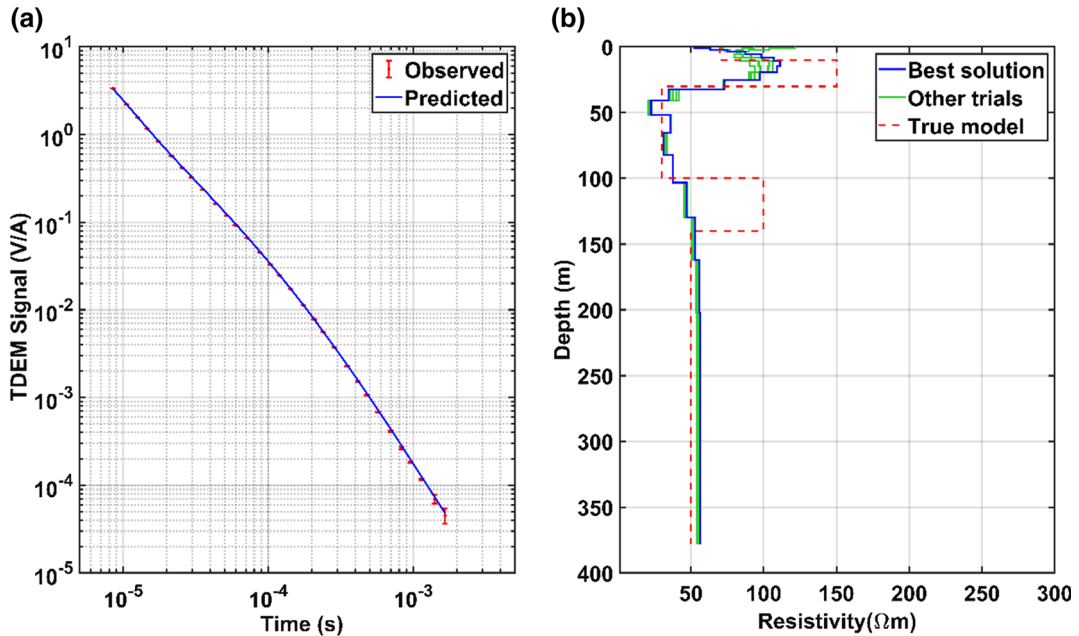 (a)
10^1
10^0
10^-1
10^-2
10^-3
10^-4
10^-5
TDEM Signal (V/A)
Observed
Predicted
10^-5
10^-4
10^-3
Time (s)
(b)
0
50
100
150
200
250
300
350
400
Depth (m)
Best solution
Other trials
True model
50
100
150
200
250
300
Resistivity(Ωm)